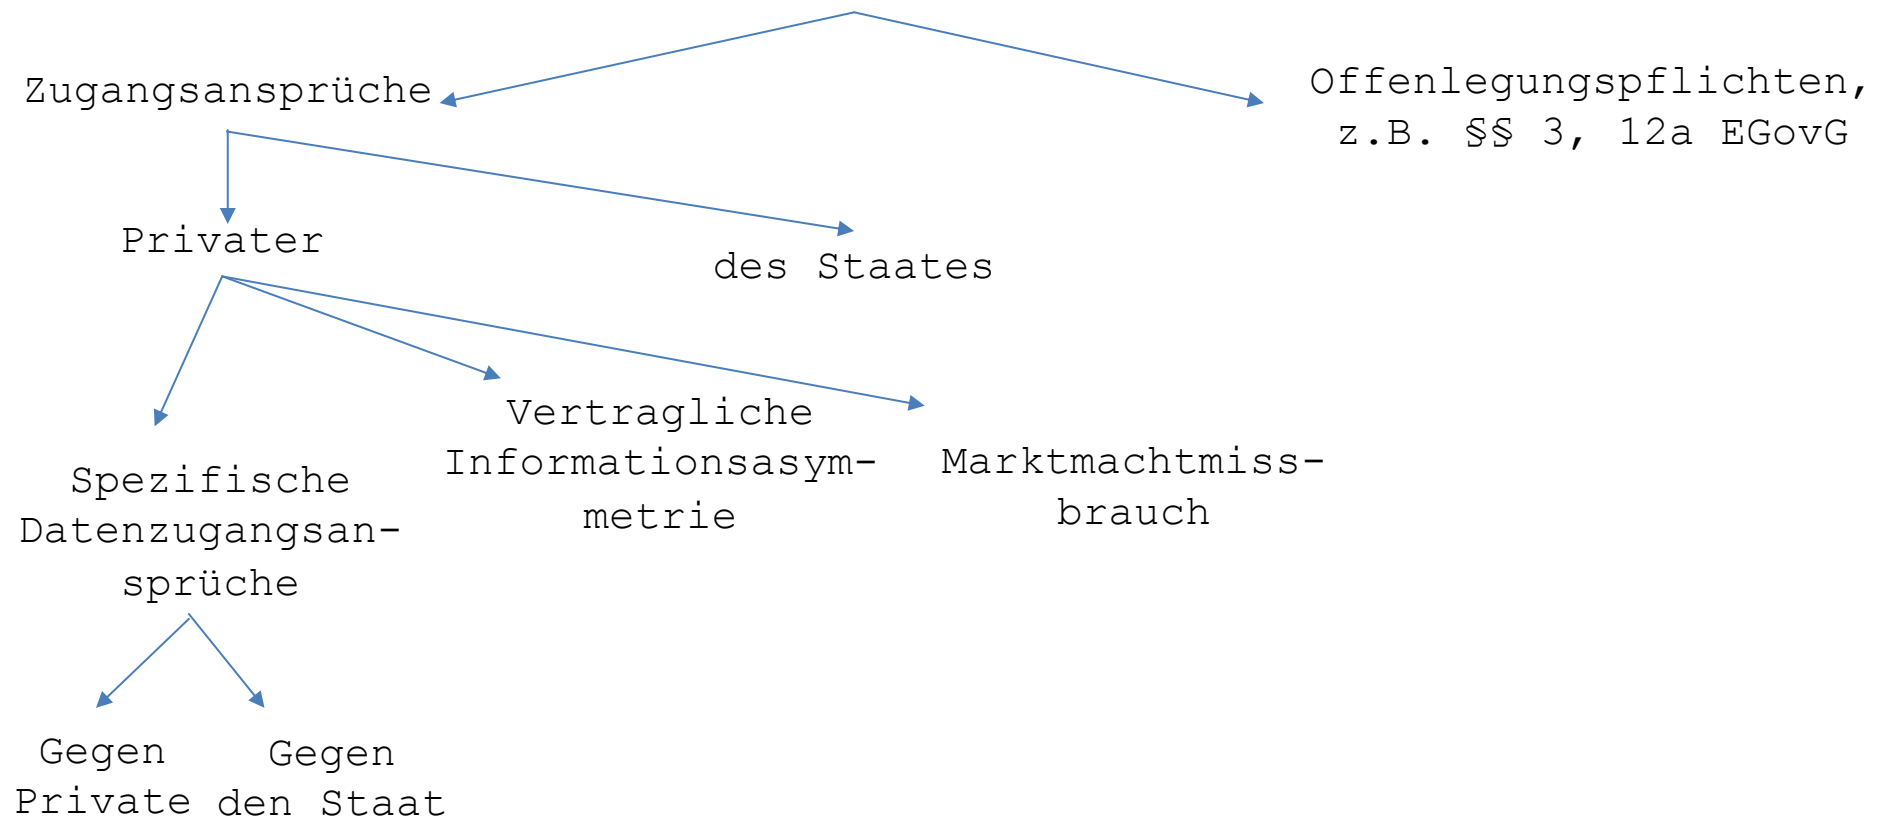 Zugangsansprüche
Offenlegungspflichten,
z.B. §§ 3, 12a EGovG
Privater
des Staates
Spezifische
Datenzugangsan-
sprüche
Vertragliche
Informationsasym-
metrie
Marktmachtmiss-
brauch
Gegen
Private
Gegen
den Staat